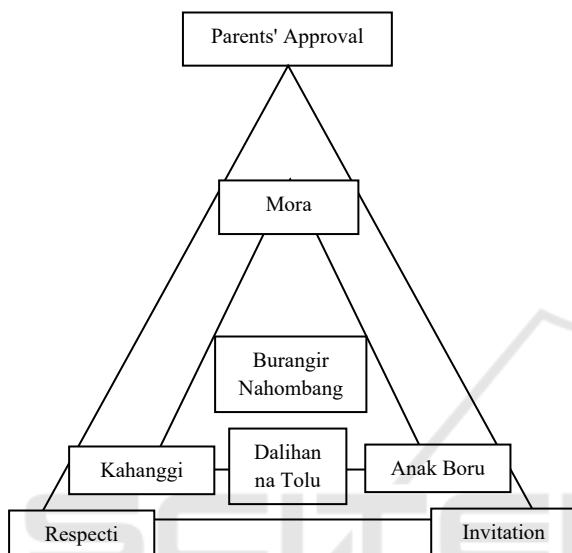 Parents' Approval
Mora
Burangir
Nahombang
Kahanggi
Dalihan
na Tolu
Anak Boru
Respecti
Invitation